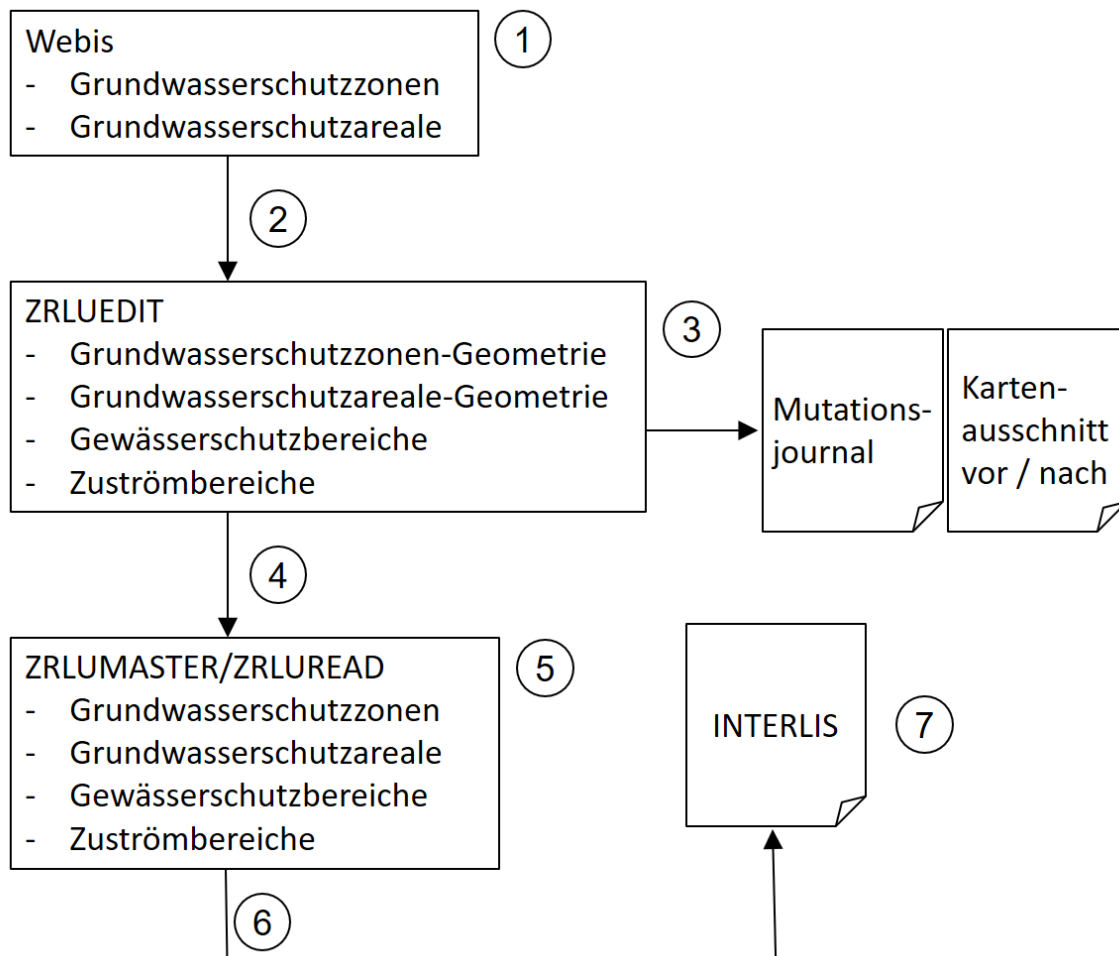 Webis
- Grundwasserschutzzonen
- Grundwasserschutzareale
1
2
ZRLUEDIT
- Grundwasserschutzzonen-Geometrie
- Grundwasserschutzareale-Geometrie
- Gewässerschutzbereiche
- Zuströmbereiche
3
Mutations-
journal
Karten-
ausschnitt
vor / nach
4
ZRLUMASTER/ZRLUREAD
- Grundwasserschutzzonen
- Grundwasserschutzareale
- Gewässerschutzbereiche
- Zuströmbereiche
5
INTERLIS
7
6